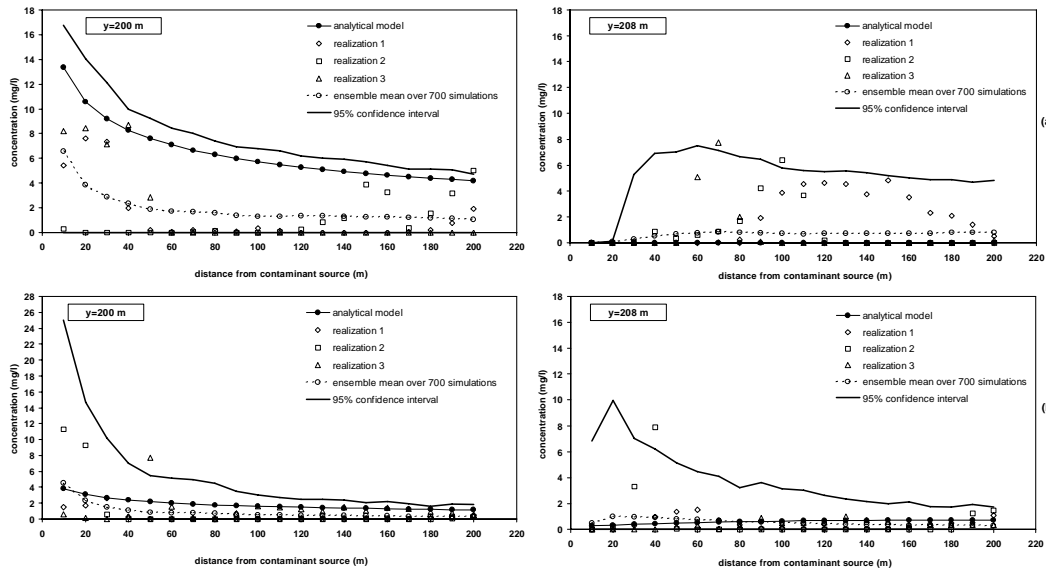 18
16
14
12
10
8
6
4
2
0
concentration (mg/l)
y=200 m
analytical model
realization 1
realization 2
realization 3
ensemble mean over 700 simulations
95% confidence interval
0 20 40 60 80 100 120 140 160 180 200 220
distance from contaminant source (m)
18
16
14
12
10
8
6
4
2
0
concentration (mg/l)
y=208 m
analytical model
realization 1
realization 2
realization 3
ensemble mean over 700 simulations
95% confidence interval
0 20 40 60 80 100 120 140 160 180 200 220
distance from contaminant source (m)
28
26
24
22
20
18
16
14
12
10
8
6
4
2
0
concentration (mg/l)
y=200 m
analytical model
realization 1
realization 2
realization 3
ensemble mean over 700 simulations
95% confidence interval
0 20 40 60 80 100 120 140 160 180 200 220
distance from contaminant source (m)
18
16
14
12
10
8
6
4
2
0
concentration (mg/l)
y=208 m
analytical model
realization 1
realization 2
realization 3
ensemble mean over 700 simulations
95% confidence interval
0 20 40 60 80 100 120 140 160 180 200 220
distance from contaminant source (m)